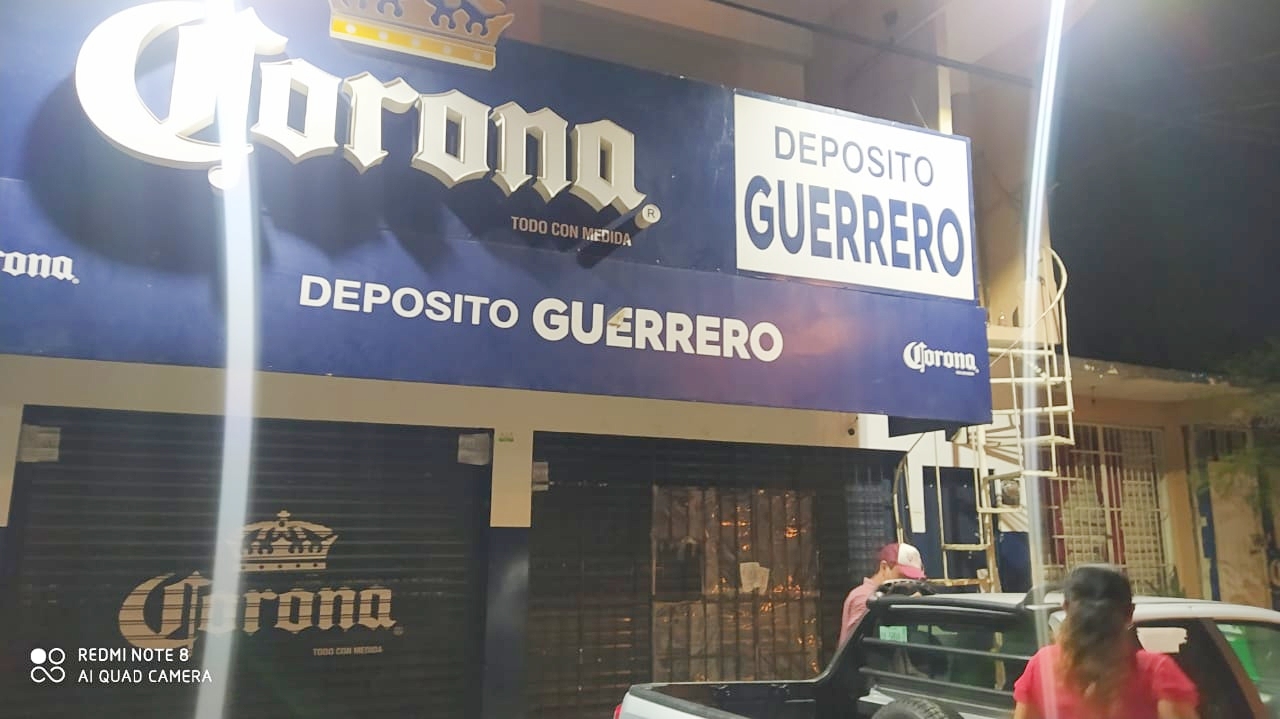 Corona
®
TODO CON MEDIDA
DEPOSITO
GUERRERO
rona
DEPOSITO GUERRERO
Corona
Corona
TODO CON MEDIDA
REDMI NOTE 8
AI QUAD CAMERA